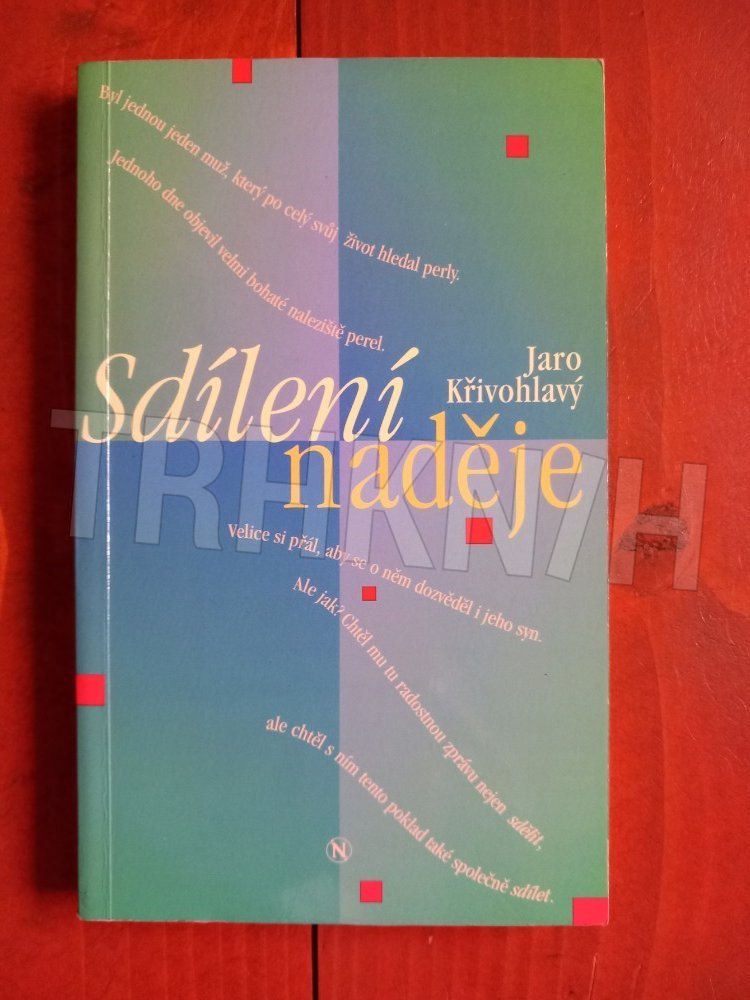 Byl jednou jeden muž, který po celý svůj život hledal perly.
Jednoho dne objevil velmi bohaté naleziště perel.
Jaro
Křivohlavý
Sdílení
naděje
TRHKNIH
Velice si přál, aby se o něm dozvěděl i jeho syn.
Ale jak? Chtěl mu tu radostnou zprávu nejen sdělit,
ale chtěl s ním tento poklad také společně sdílet.
N